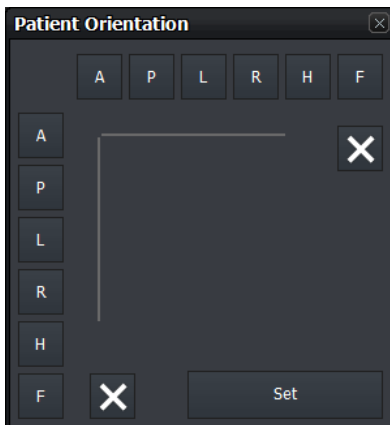 Patient Orientation
A P L R H F
A
P
L
R
H
F
Set